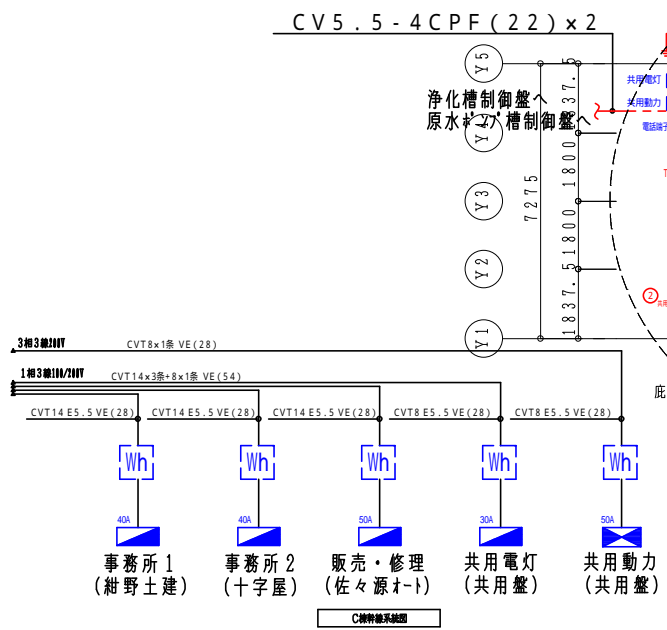 CV5.5-4CPF(22)×2
Y5
共用電灯
浄化槽制御盤へ
共用動力
原水ポンプ槽制御盤へ
Y4
1837.5
1800
7275
Y3
1800
Y2
2
1837.5
Y1
3相3線200V
CVT8×1条 VE(28)
1相3線100/200V
CVT14×3条+8×1条 VE(54)
庇
CVT14 E5.5 VE(28)
CVT14 E5.5 VE(28)
CVT14 E5.5 VE(28)
CVT8 E5.5 VE(28)
CVT8 E5.5 VE(28)
Wh
Wh
Wh
Wh
Wh
40A
40A
50A
30A
50A
事務所1
(紺野土建)
事務所2
(十字屋)
販売・修理
(佐々源オート)
共用電灯
(共用盤)
共用動力
(共用盤)
C棟幹線系統図